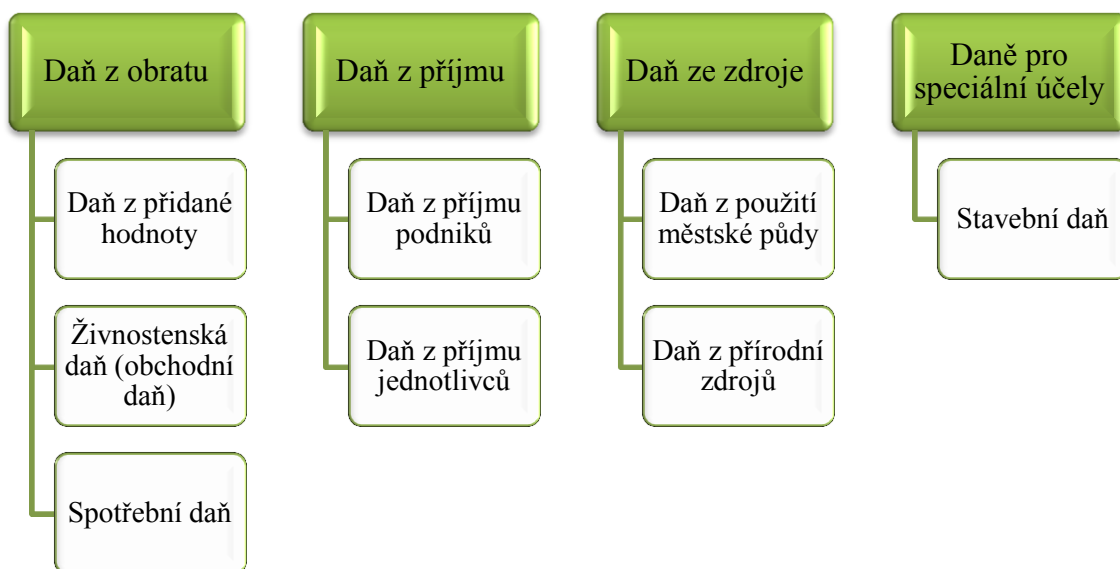 Daň z obratu
Daň z přidané
hodnoty
Živnostenská
daň (obchodní
daň)
Spotřební daň
Daň z příjmu
Daň z příjmu
podniků
Daň z příjmu
jednotlivců
Daň ze zdroje
Daň z použití
městské půdy
Daň z přírodní
zdrojů
Daně pro
speciální účely
Stavební daň